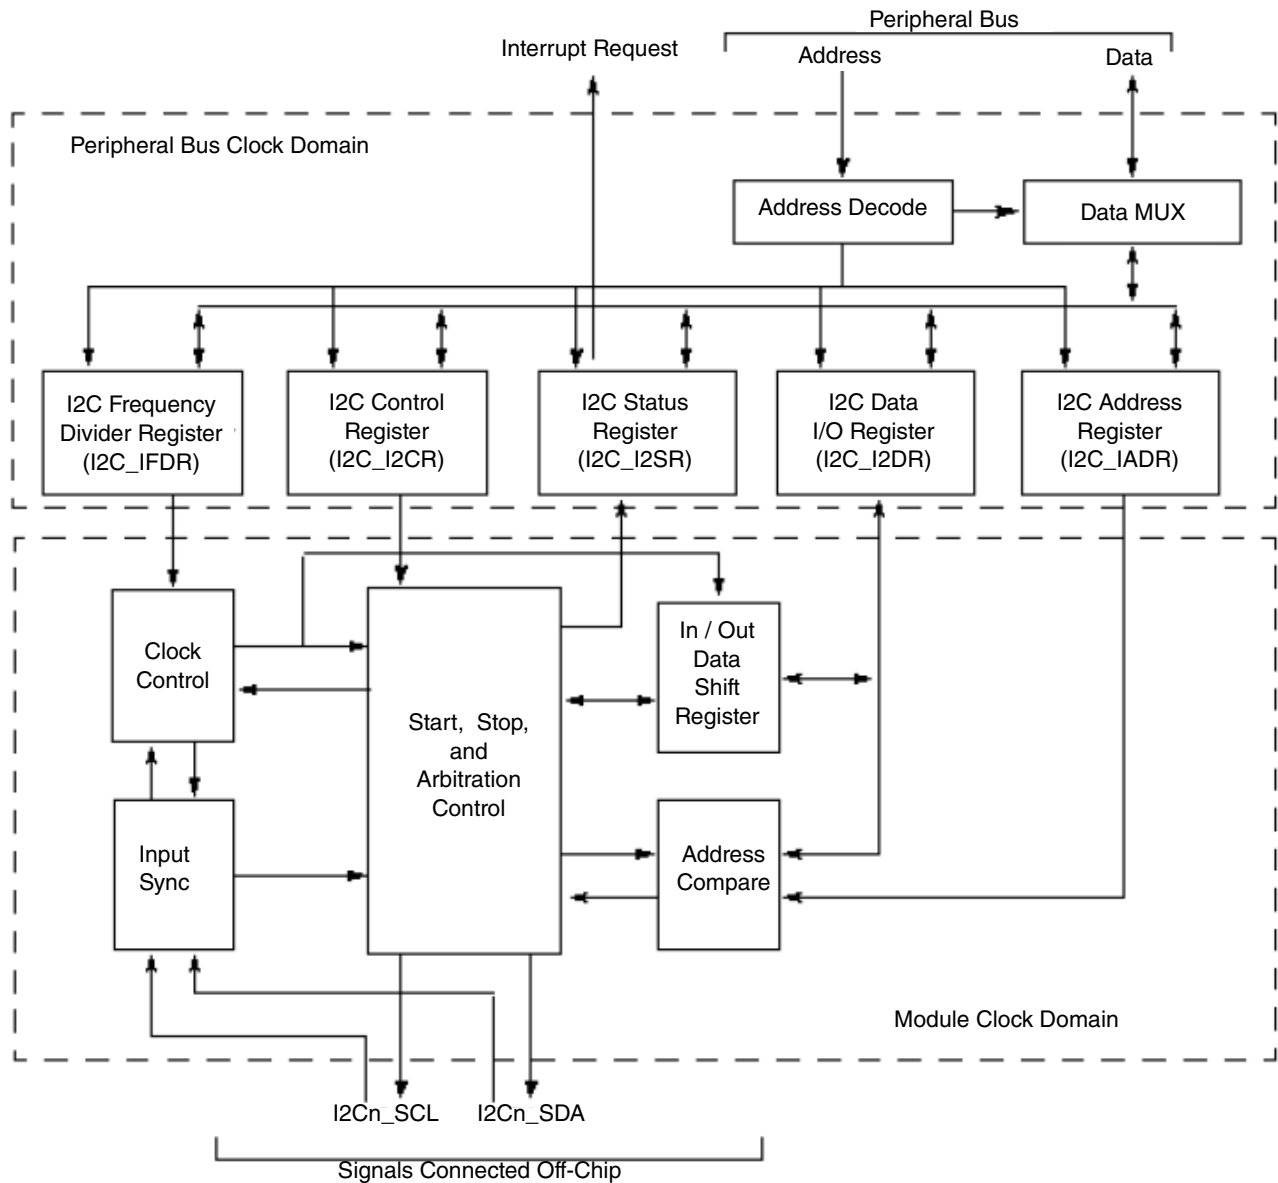 Peripheral Bus
Interrupt Request
Address
Data
Peripheral Bus Clock Domain
Address Decode
Data MUX
I2C Frequency
Divider Register
(I2C_IFDR)
I2C Control
Register
(I2C_I2CR)
I2C Status
Register
(I2C_I2SR)
I2C Data
I/O Register
(I2C_I2DR)
I2C Address
Register
(I2C_IADR)
Clock
Control
Start, Stop,
and
Arbitration
Control
In / Out
Data
Shift
Register
Input
Sync
Address
Compare
Module Clock Domain
I2Cn_SCL
I2Cn_SDA
Signals Connected Off-Chip